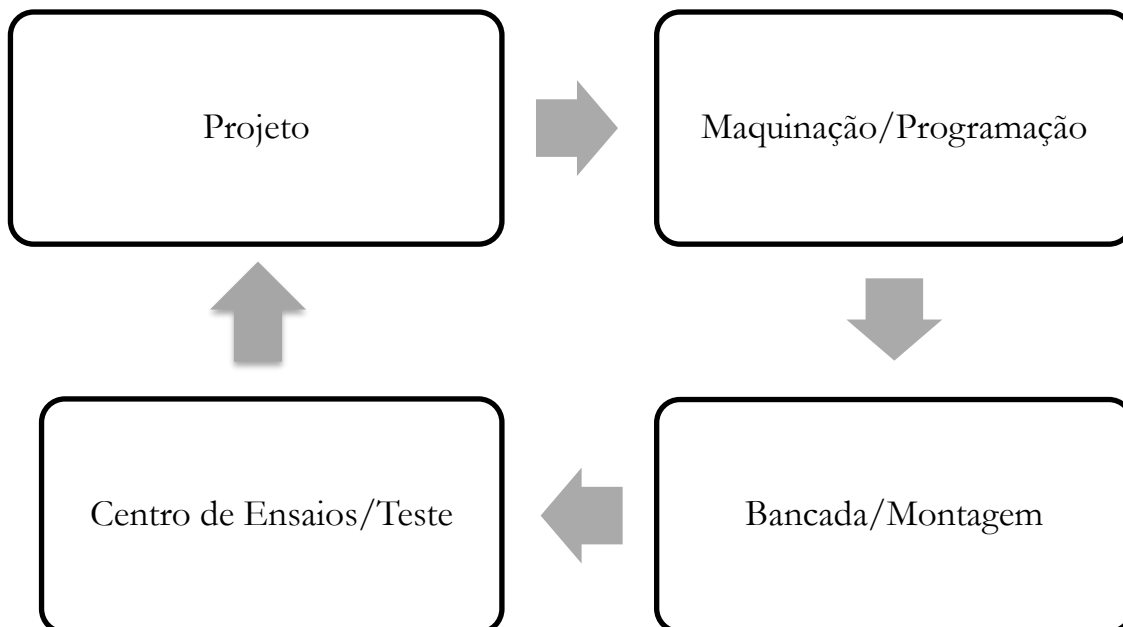 Projeto
Maquinação/Programação
Centro de Ensaios/Teste
Bancada/Montagem